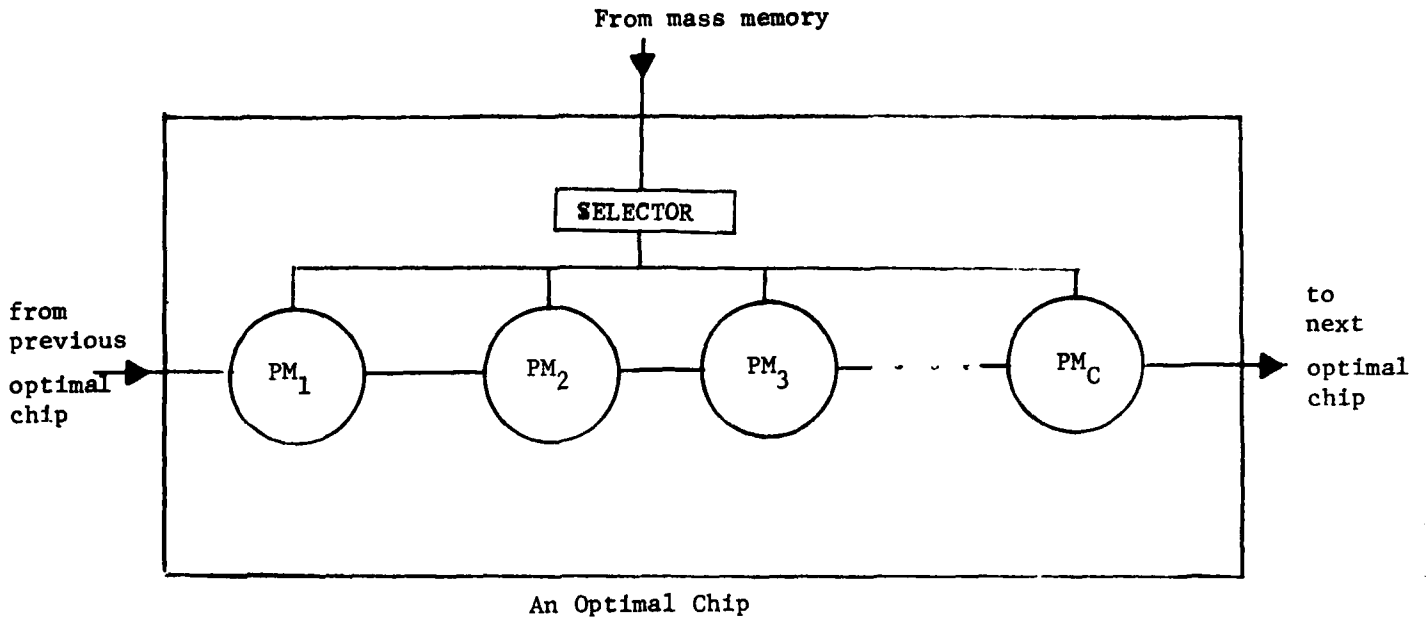 From mass memory
SELECTOR
from
previous
optimal
chip
PM1
PM2
PM3
PMC
to
next
optimal
chip
An Optimal Chip